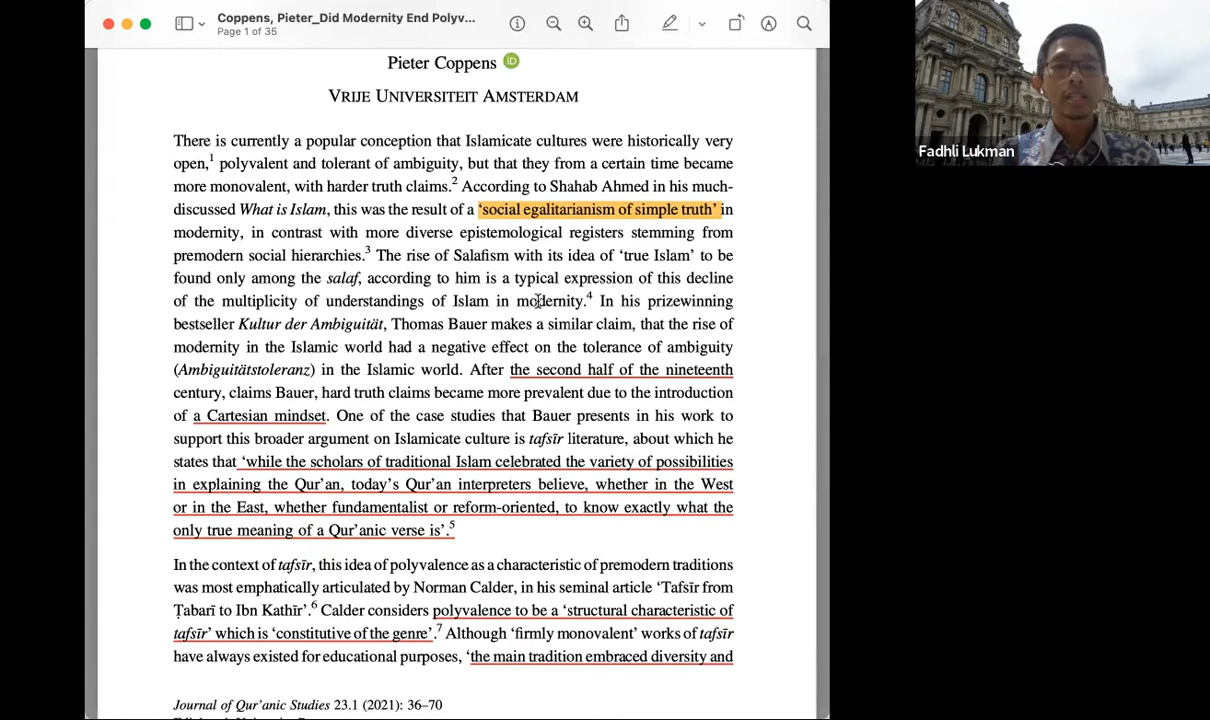 Coppens, Pieter_Did Modernity End Polyv...
Page 1 of 35
Pieter Coppens iD
VRIJE UNIVERSITEIT AMSTERDAM
There is currently a popular conception that Islamicate cultures were historically very
open,1 polyvalent and tolerant of ambiguity, but that they from a certain time became
more monovalent, with harder truth claims.2 According to Shahab Ahmed in his much-
discussed What is Islam, this was the result of a ‘social egalitarianism of simple truth’ in
modernity, in contrast with more diverse epistemological registers stemming from
premodern social hierarchies.3 The rise of Salafism with its idea of ‘true Islam’ to be
found only among the salaf, according to him is a typical expression of this decline
of the multiplicity of understandings of Islam in modernity.4 In his prizewinning
bestseller Kultur der Ambiguität, Thomas Bauer makes a similar claim, that the rise of
modernity in the Islamic world had a negative effect on the tolerance of ambiguity
(Ambiguitätstoleranz) in the Islamic world. After the second half of the nineteenth
century, claims Bauer, hard truth claims became more prevalent due to the introduction
of a Cartesian mindset. One of the case studies that Bauer presents in his work to
support this broader argument on Islamicate culture is tafsīr literature, about which he
states that ‘while the scholars of traditional Islam celebrated the variety of possibilities
in explaining the Qur’an, today’s Qur’an interpreters believe, whether in the West
or in the East, whether fundamentalist or reform-oriented, to know exactly what the
only true meaning of a Qur’anic verse is’.5
In the context of tafsīr, this idea of polyvalence as a characteristic of premodern traditions
was most emphatically articulated by Norman Calder, in his seminal article ‘Tafsīr from
Ṭabarī to Ibn Kathīr’.6 Calder considers polyvalence to be a ‘structural characteristic of
tafsīr’ which is ‘constitutive of the genre’.7 Although ‘firmly monovalent’ works of tafsīr
have always existed for educational purposes, ‘the main tradition embraced diversity and
Journal of Qur’anic Studies 23.1 (2021): 36–70
Fadhli Lukman